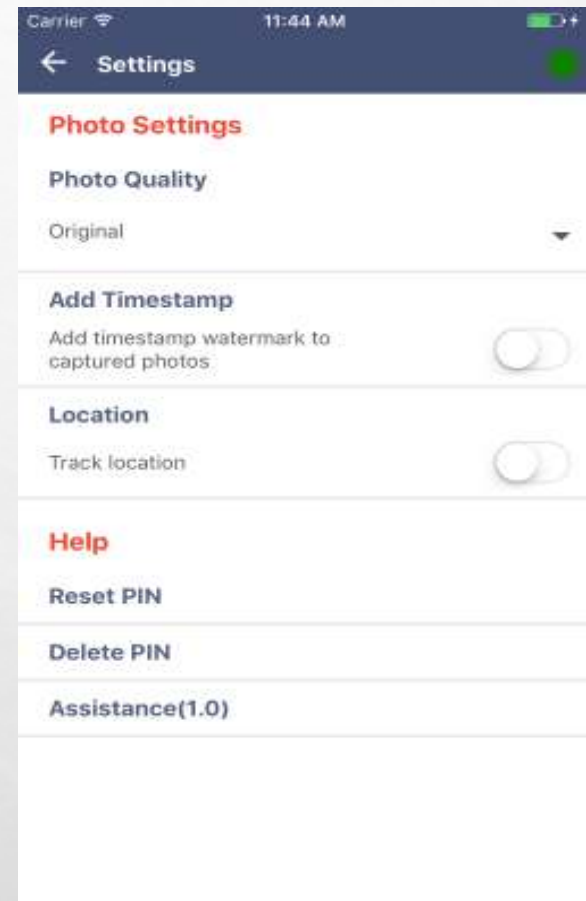 Carrier 11:44 AM
Settings
Photo Settings
Photo Quality
Original
Add Timestamp
Add timestamp watermark to
captured photos
Location
Track location
Help
Reset PIN
Delete PIN
Assistance(1.0)